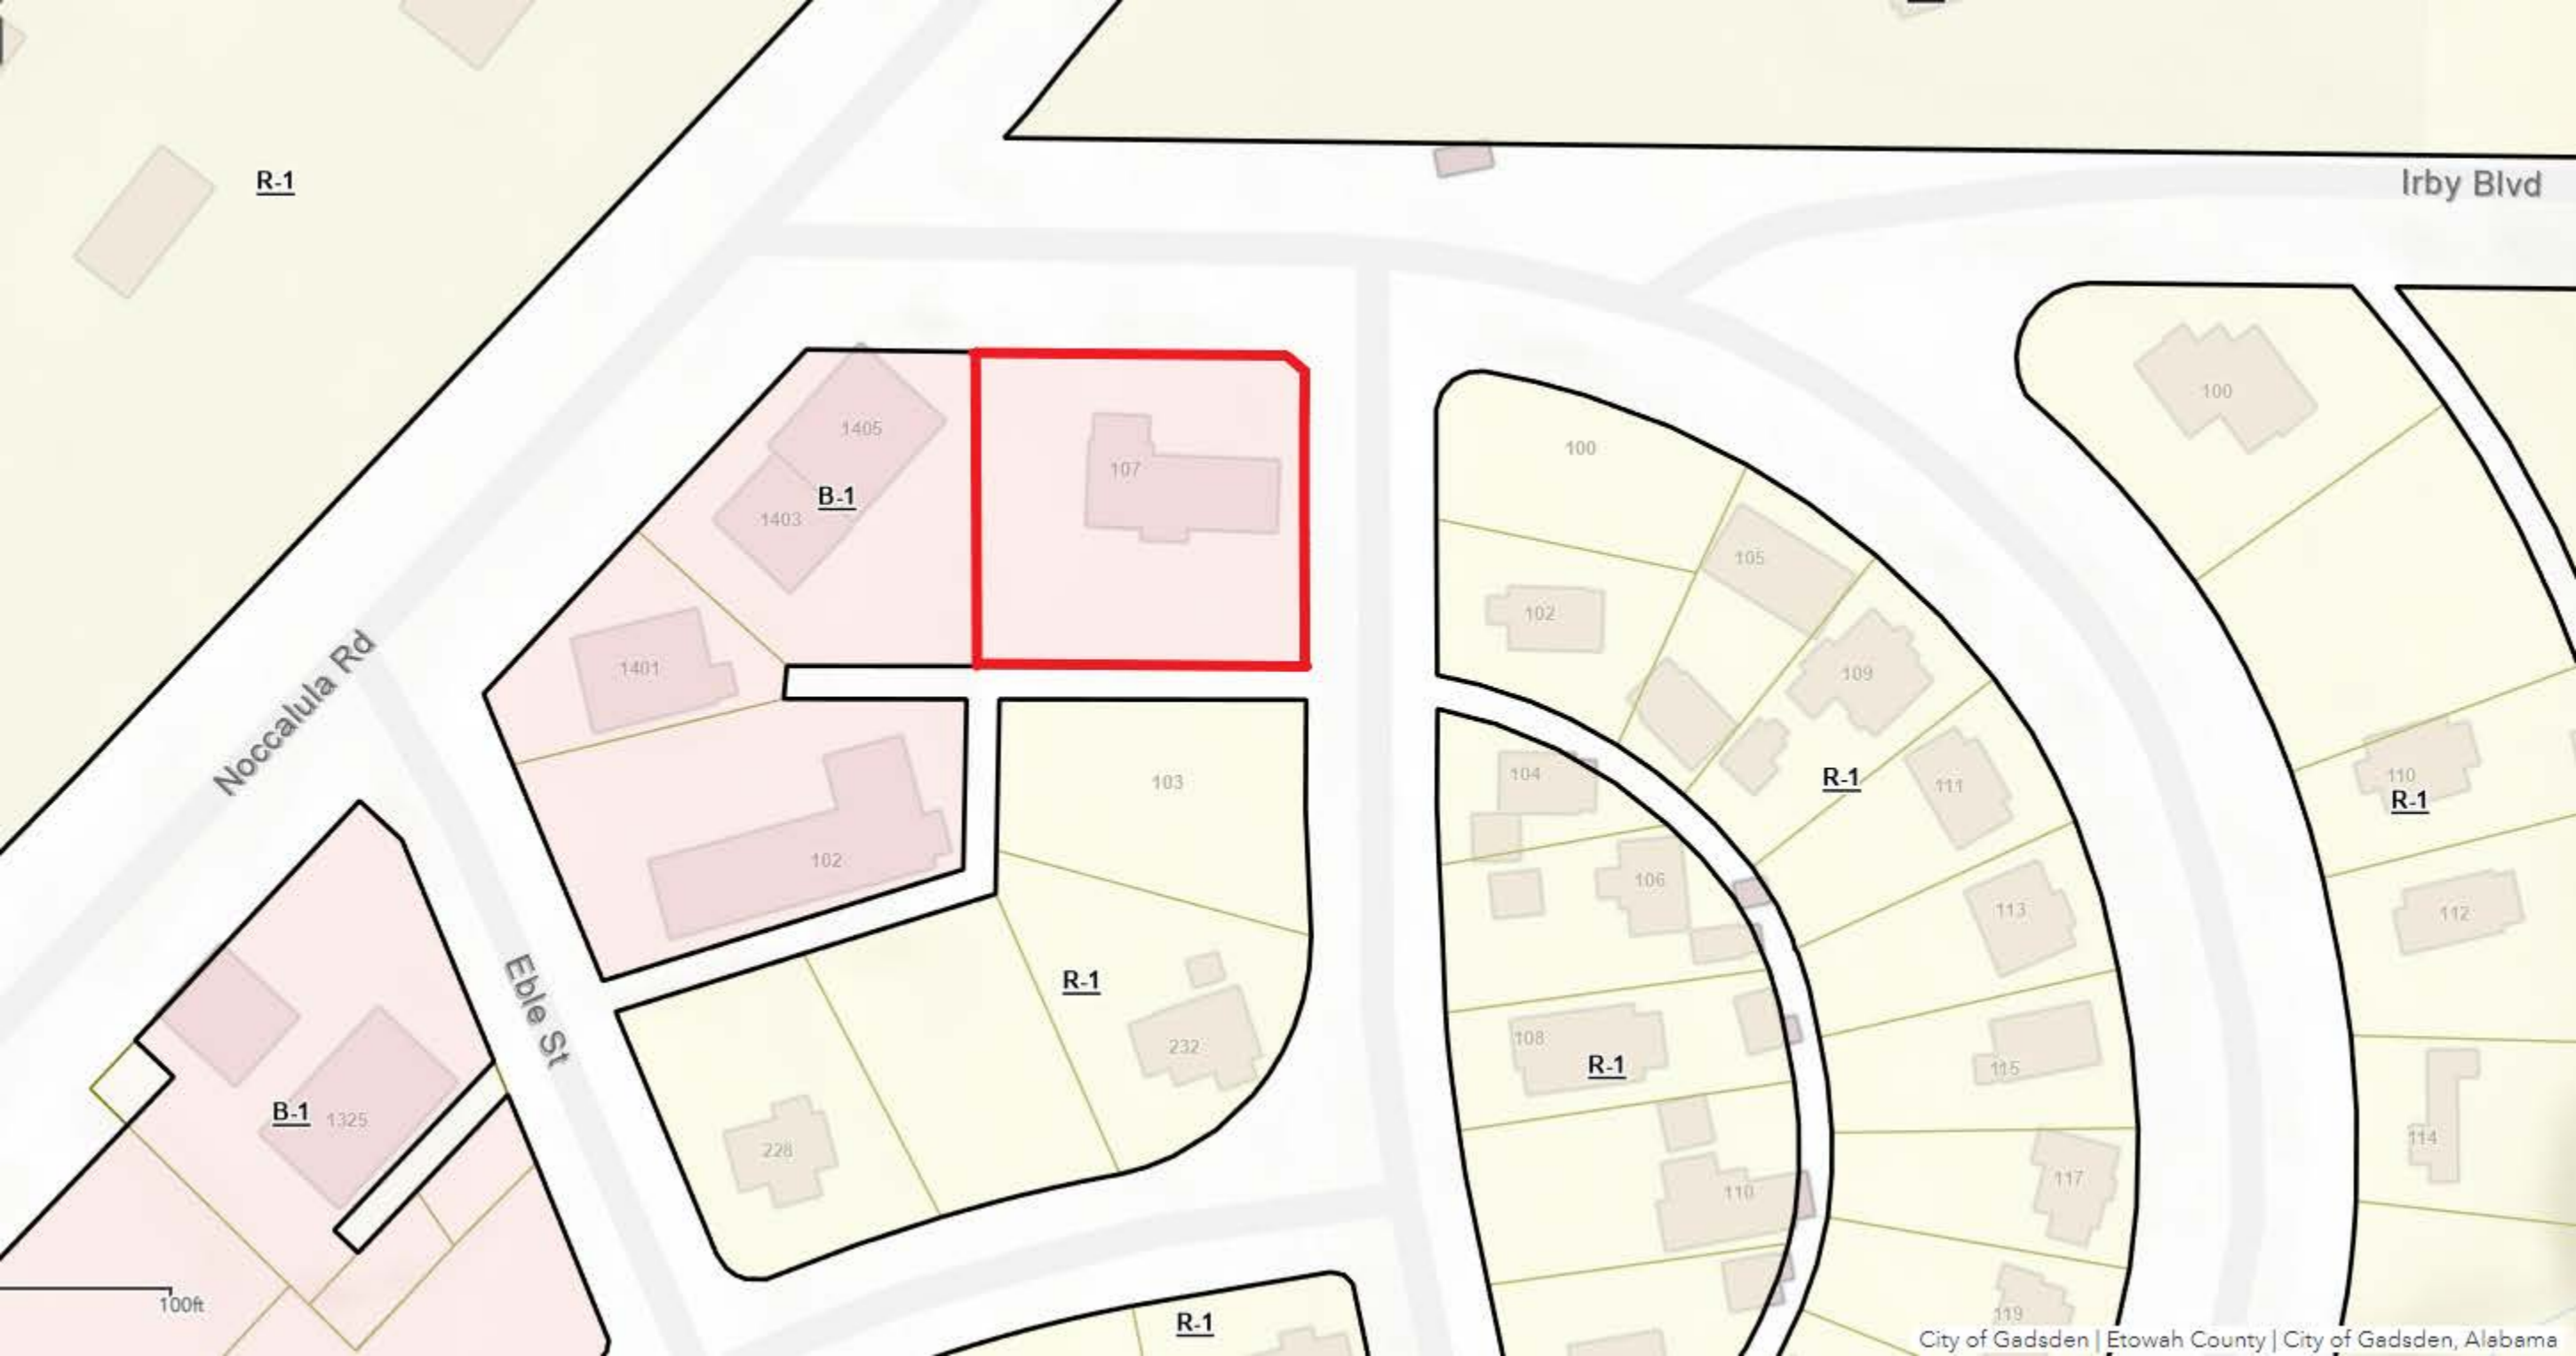 R-1
Irby Blvd
100
1405
107
100
B-1
1403
105
102
1401
109
Noccalula Rd
104
103
R-1
111
110
R-1
102
106
113
112
R-1
Eble St
232
108
R-1
115
B-1
1325
228
114
117
110
100ft
R-1
119
City of Gadsden | Etowah County | City of Gadsden, Alabama